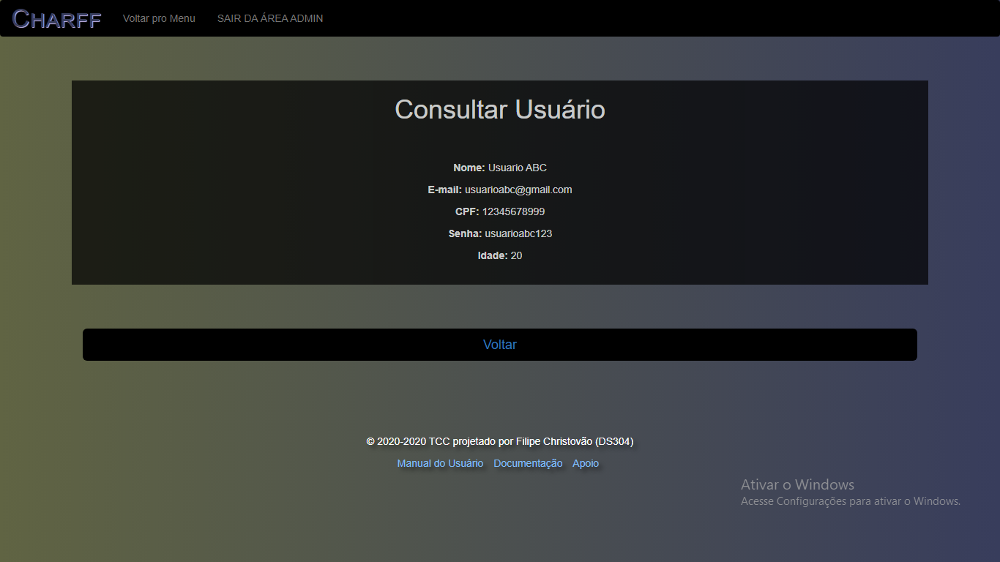 CHARFF Voltar pro Menu SAIR DA ÁREA ADMIN
Consultar Usuário
Nome: Usuario ABC
E-mail: usuarioabc@gmail.com
CPF: 12345678999
Senha: usuarioabc123
Idade: 20
Voltar
© 2020-2020 TCC projetado por Filipe Christovão (DS304)
Manual do Usuário Documentação Apoio
Ativar o Windows
Acesse Configurações para ativar o Windows.